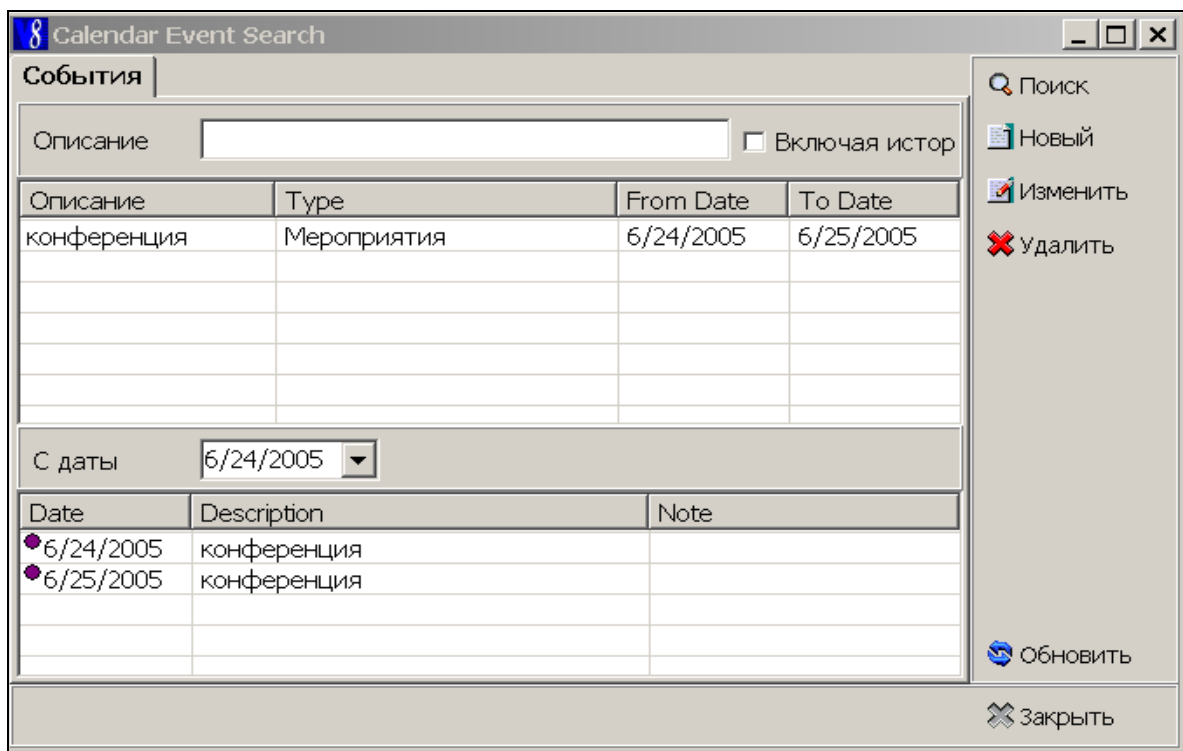 Calendar Event Search
События
Описание
Включая истор
Описание Type From Date To Date
конференция Мероприятия 6/24/2005 6/25/2005
С даты 6/24/2005
Date Description Note
6/24/2005 конференция
6/25/2005 конференция
Поиск
Новый
Изменить
Удалить
Обновить
Закрыть